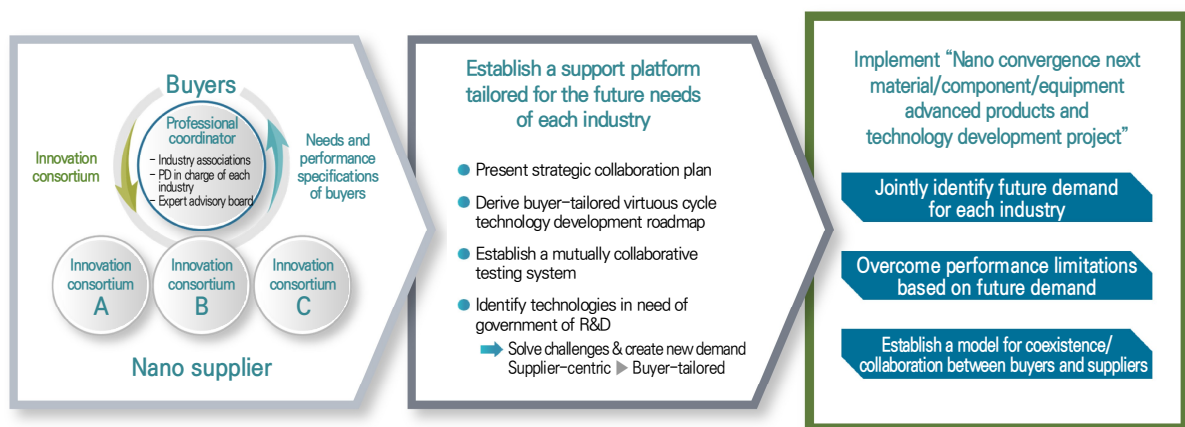 Buyers
Professional
coordinator
- Industry associations
- PD in charge of each
industry
- Expert advisory board
Innovation
consortium
Needs and
performance
specifications
of buyers
Innovation
consortium
A
Innovation
consortium
B
Innovation
consortium
C
Nano supplier
Establish a support platform
tailored for the future needs
of each industry
Present strategic collaboration plan
Derive buyer-tailored virtuous cycle
technology development roadmap
Establish a mutually collaborative
testing system
Identify technologies in need of
government of R&D
Solve challenges & create new demand
Supplier-centric ▶ Buyer-tailored
Implement “Nano convergence next
material/component/equipment
advanced products and
technology development project”
Jointly identify future demand
for each industry
Overcome performance limitations
based on future demand
Establish a model for coexistence/
collaboration between buyers and suppliers